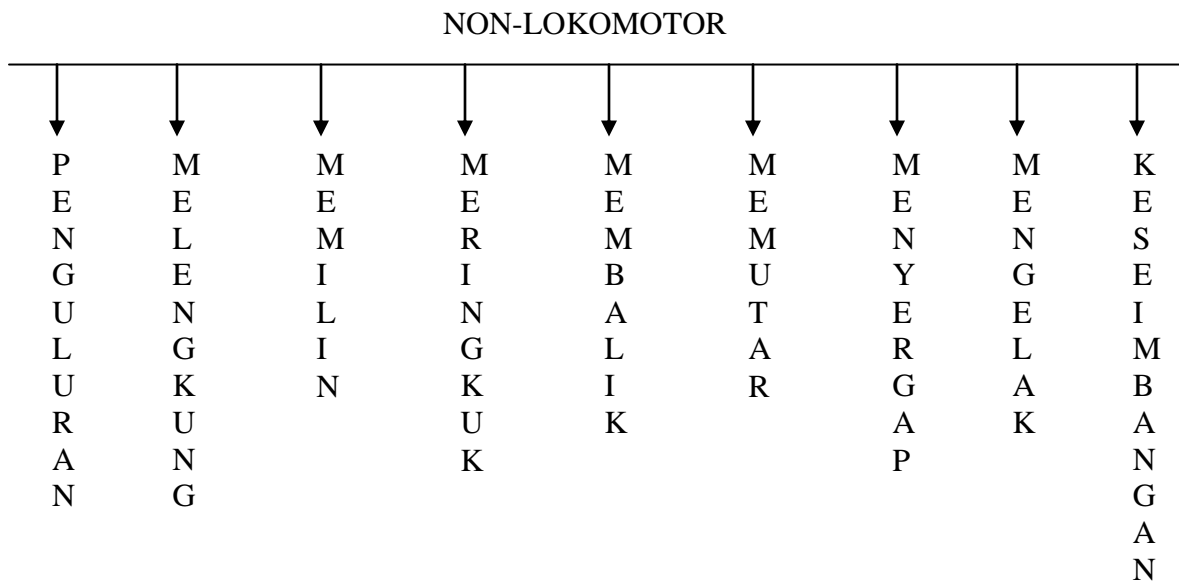 NON-LOKOMOTOR
PENGULURAN
MELENGKUNG
MEMILIN
MERINGKUK
MEMBALIK
MEMUTAR
MENYERGAP
MENGELAK
KESEIMBANGAN